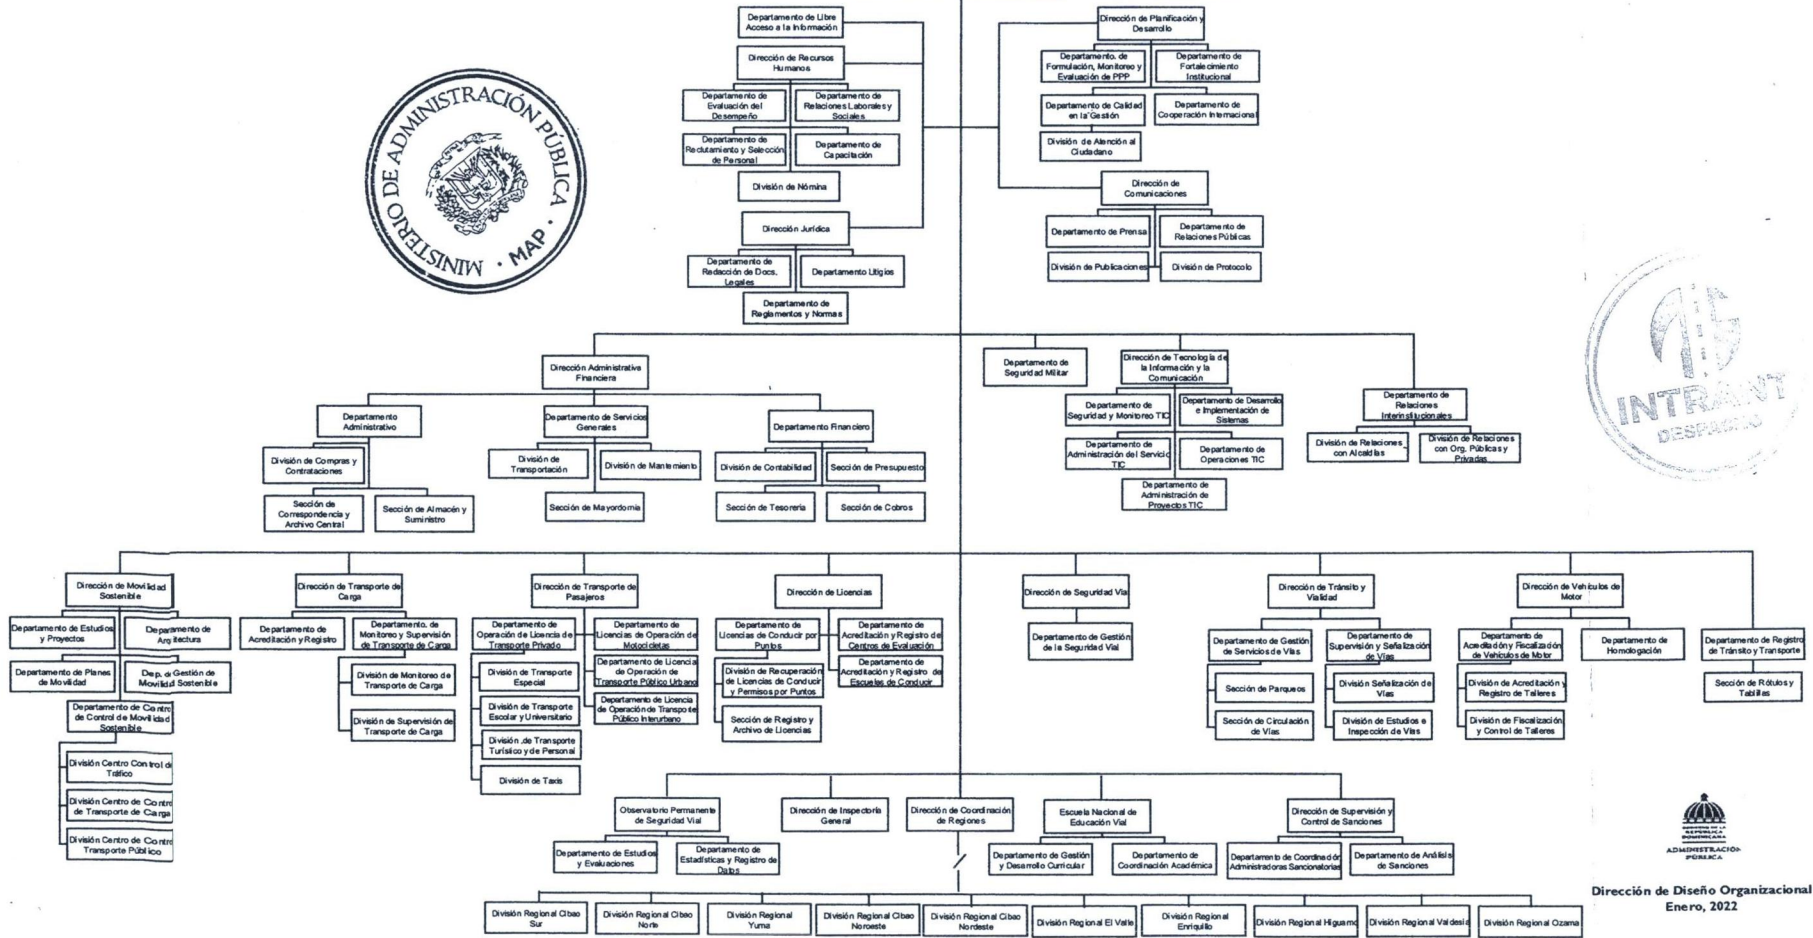 Departamento de Libre
Acceso a la Información
Dirección de Recursos
Humanos
Departamento de
Evaluación del
Desempeño
Departamento de
Relaciones Laborales y
Sociales
Departamento de
Reclutamiento y Selección
de Personal
Departamento de
Capacitación
División de Nómina
Dirección Jurídica
Departamento de
Redacción de Docs.
Legales
Departamento Litigios
Departamento de
Reglamentos y Normas
Dirección de Planificación y
Desarrollo
Departamento. de
Formulación, Monitoreo y
Evaluación de PPP
Departamento de
Fortalecimiento
Institucional
Departamento de Calidad
en la Gestión
Departamento de
Cooperación Internacional
División de Atención al
Ciudadano
Dirección de
Comunicaciones
Departamento de Prensa
Departamento de
Relaciones Públicas
División de Publicaciones
División de Protocolo
MINISTERIO DE ADMINISTRACIÓN PÚBLICA
· MAP ·
INTRANT
DESPACHO
Dirección Administrativa
Financiera
Departamento
Administrativo
División de Compras y
Contrataciones
Sección de
Correspondencia y
Archivo Central
Sección de Almacén y
Suministro
Departamento de Servicios
Generales
División de
Transportación
División de Mantemiento
Sección de Mayordomía
Departamento Financiero
División de Contabilidad
Sección de Presupuesto
Sección de Tesorería
Sección de Cobros
Departamento de
Seguridad Militar
Dirección de Tecnología de
la Información y la
Comunicación
Departamento de
Seguridad y Monitoreo TIC
Departamento de Desarrollo
e Implementación de
Sistemas
Departamento de
Administración del Servicio
TIC
Departamento de
Operaciones TIC
Departamento de
Administración de
Proyectos TIC
Departamento de
Relaciones
Interinstitucionales
División de Relaciones
con Alcaldías
División de Relaciones
con Org. Públicas y
Privadas
Dirección de Movilidad
Sostenible
Departamento de Estudios
y Proyectos
Departamento de
Arquitectura
Departamento de Planes
de Movilidad
Dep. de Gestión de
Movilidad Sostenible
Departamento de Centro
de Control de Movilidad
Sostenible
División Centro Control de
Tráfico
División Centro de Contro
de Transporte de Carga
División Centro de Contro
Transporte Público
Dirección de Transporte de
Carga
Departamento de
Acreditación y Registro
Departamento. de
Monitoreo y Supervisión
de Transporte de Carga
División de Monitoreo de
Transporte de Carga
División de Supervisión de
Transporte de Carga
Dirección de Transporte de
Pasajeros
Departamento de
Operación de Licencia de
Transporte Privado
División de Transporte
Especial
División de Transporte
Escolar y Universitario
División .de Transporte
Turístico y de Personal
División de Taxis
Departamento de
Licencias de Operación de
Motocicletas
Departamento de Licencia
de Operación de
Transporte Público Urbano
Departamento de Licencia
de Operación de Transporte
Público Interurbano
Dirección de Licencias
Departamento de
Licencias de Conducir por
Puntos
División de Recuperación
de Licencias de Conducir
y Permisos por Puntos
Sección de Registro y
Archivo de Licencias
Departamento de
Acreditación y Registro de
Centros de Evaluación
Departamento de
Acreditación y Registro de
Escuelas de Conducir
Dirección de Seguridad Vial
Departamento de Gestión
de la Seguridad Vial
Dirección de Tránsito y
Vialidad
Departamento de Gestión
de Servicios de Vías
Sección de Parqueos
Sección de Circulación
de Vías
Departamento de
Supervisión y Señalización
de Vías
División Señalización de
Vías
División de Estudios e
Inspección de Vías
Dirección de Vehículos de
Motor
Departamento de
Acreditación y Fiscalización
de Vehículos de Motor
División de Acreditación y
Registro de Talleres
División de Fiscalización
y Control de Talleres
Departamento de
Homologación
Departamento de Registro
de Tránsito y Transporte
Sección de Rótulos y
Tablillas
Observatorio Permanente
de Seguridad Vial
Departamento de Estudios
y Evaluaciones
Departamento de
Estadísticas y Registro de
Datos
Dirección de Inspectoría
General
Dirección de Coordinación
de Regiones
Escuela Nacional de
Educación Vial
Departamento de Gestión
y Desarrollo Curricular
Departamento de
Coordinación Académica
Dirección de Supervisión y
Control de Sanciones
Departamento de Coordinación
Administradoras Sancionatorias
Departamento de Análisis
de Sanciones
División Regional Cibao
Sur
División Regional Cibao
Norte
División Regional
Yuma
División Regional Cibao
Noroeste
División Regional Cibao
Nordeste
División Regional El Valle
División Regional
Enriquillo
División Regional Higuamo
División Regional Valdesia
División Regional Ozama
GOBIERNO DE LA
REPÚBLICA
DOMINICANA
ADMINISTRACIÓN
PÚBLICA
Dirección de Diseño Organizacional
Enero, 2022